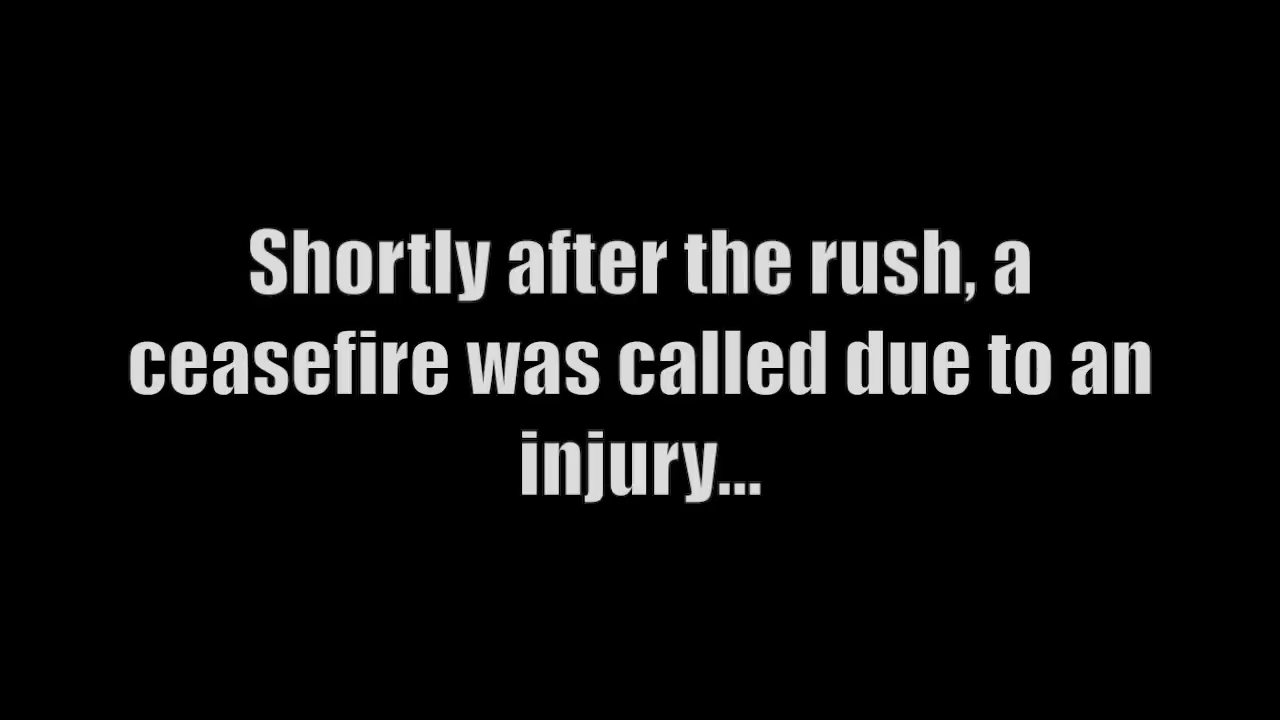 Shortly after the rush, a
ceasefire was called due to an
injury...